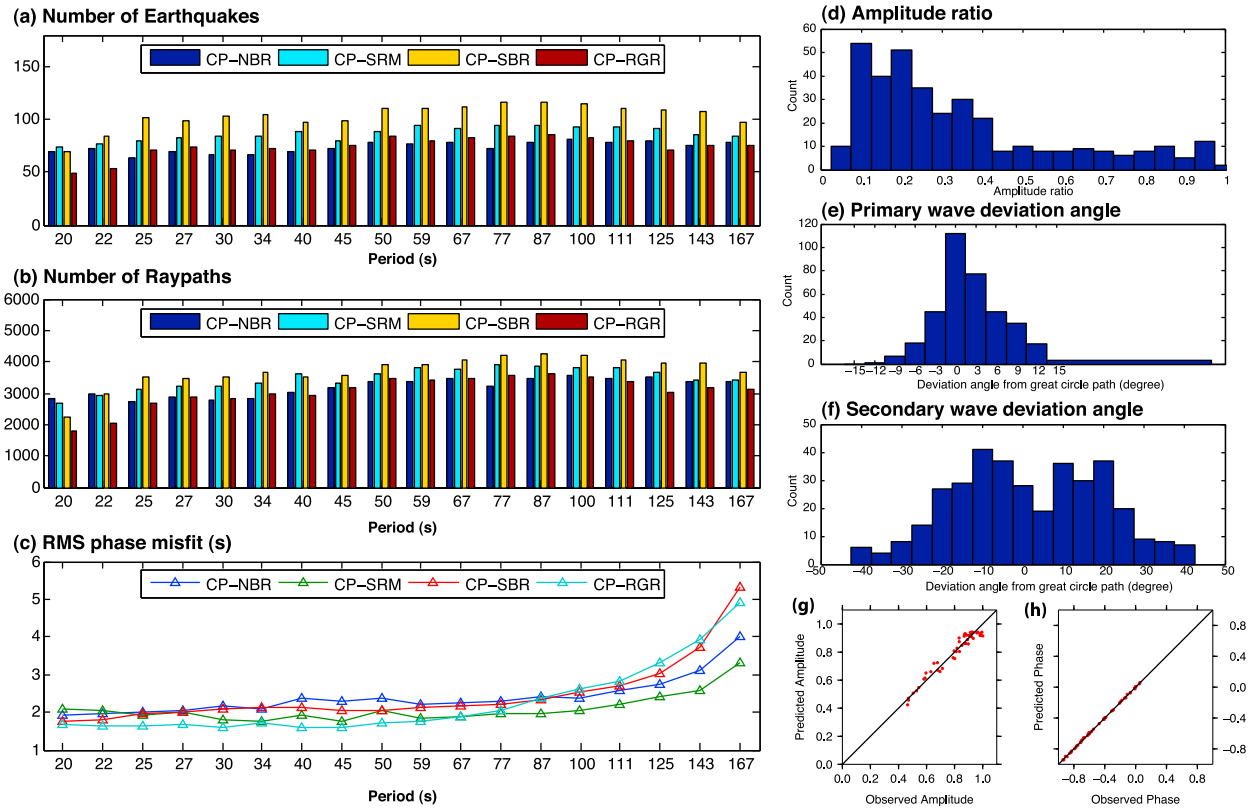 (a) Number of Earthquakes
150
100
50
0
CP−NBR CP−SRM CP−SBR CP−RGR
20 22 25 27 30 34 40 45 50 59 67 77 87 100 111 125 143 167
Period (s)
(b) Number of Raypaths
6000
5000
4000
3000
2000
1000
0
CP−NBR CP−SRM CP−SBR CP−RGR
20 22 25 27 30 34 40 45 50 59 67 77 87 100 111 125 143 167
Period (s)
(c) RMS phase misfit (s)
6
5
4
3
2
1
CP−NBR CP−SRM CP−SBR CP−RGR
20 22 25 27 30 34 40 45 50 59 67 77 87 100 111 125 143 167
Period (s)
(d) Amplitude ratio
60
50
40
30
20
10
0
Count
0 0.1 0.2 0.3 0.4 0.5 0.6 0.7 0.8 0.9 1
Amplitude ratio
(e) Primary wave deviation angle
120
100
80
60
40
20
0
Count
−15 −12 −9 −6 −3 0 3 6 9 12 15
Deviation angle from great circle path (degree)
(f) Secondary wave deviation angle
50
40
30
20
10
0
Count
−50 −40 −30 −20 −10 0 10 20 30 40 50
Deviation angle from great circle path (degree)
(g)
1.0
0.8
0.6
0.4
0.2
0.0
Predicted Amplitude
0.0 0.2 0.4 0.6 0.8 1.0
Observed Amplitude
(h)
0.8
0.4
0.0
−0.4
−0.8
Predicted Phase
−0.8 −0.4 0.0 0.4 0.8
Observed Phase